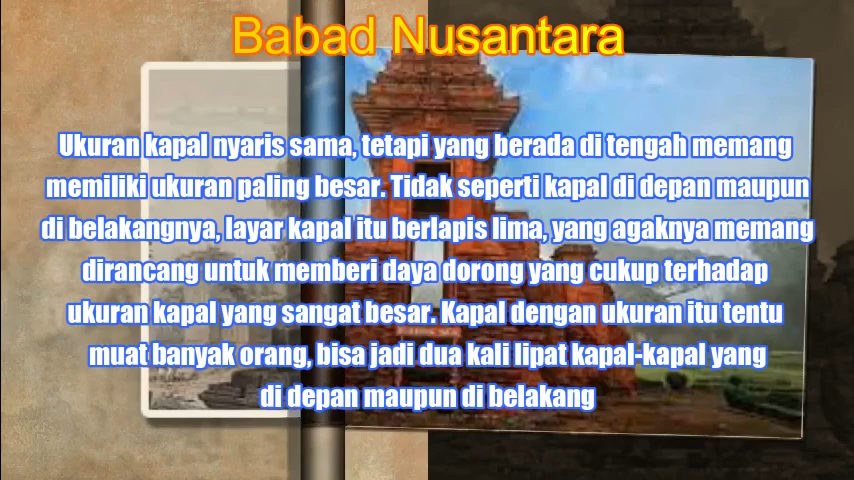 Babad Nusantara
Ukuran kapal nyaris sama, tetapi yang berada di tengah memang
memiliki ukuran paling besar. Tidak seperti kapal di depan maupun
di belakangnya, layar kapal itu berlapis lima, yang agaknya memang
dirancang untuk memberi daya dorong yang cukup terhadap
ukuran kapal yang sangat besar. Kapal dengan ukuran itu tentu
muat banyak orang, bisa jadi dua kali lipat kapal-kapal yang
di depan maupun di belakang